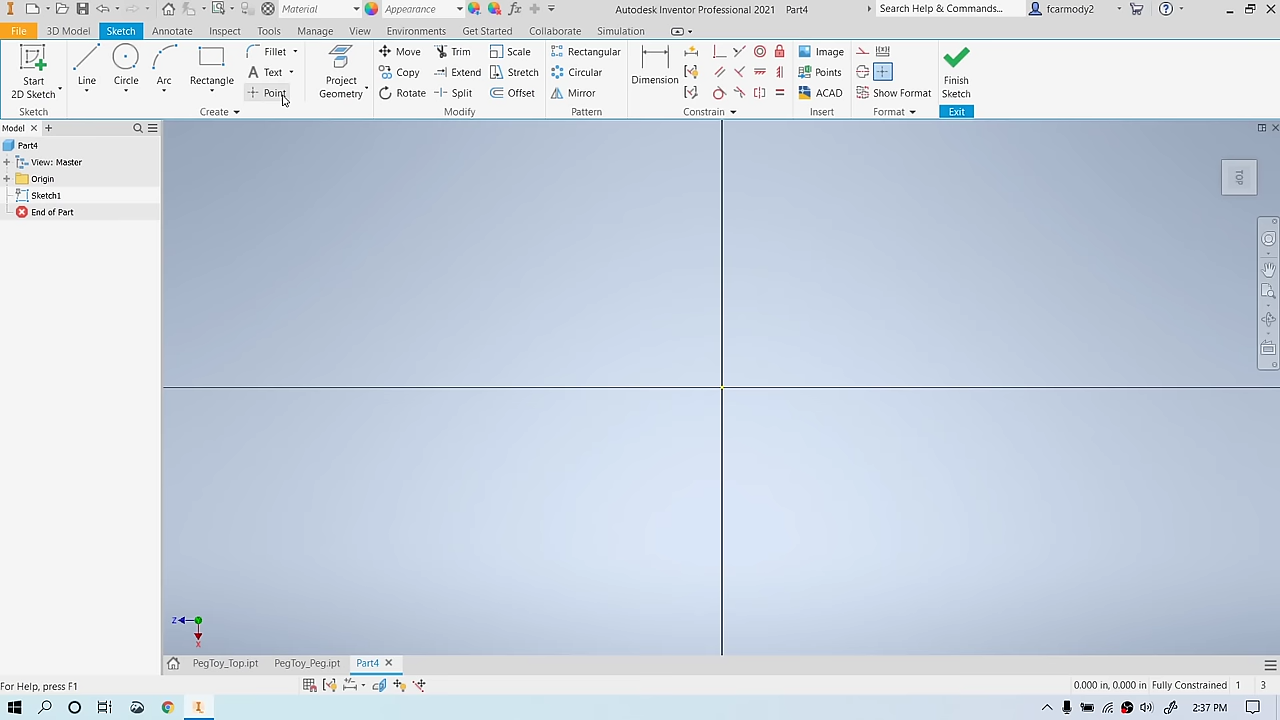 Material
Appearance
Autodesk Inventor Professional 2021 Part4
Search Help & Commands...
fcarmody2
File
3D Model
Sketch
Annotate
Inspect
Tools
Manage
View
Environments
Get Started
Collaborate
Simulation
Start
2D Sketch
Line
Circle
Arc
Rectangle
Fillet
Text
Point
Project
Geometry
Move
Copy
Rotate
Trim
Extend
Split
Scale
Stretch
Offset
Rectangular
Circular
Mirror
Dimension
Image
Points
ACAD
Show Format
Finish
Sketch
Sketch
Create
Modify
Pattern
Constrain
Insert
Format
Exit
Model
Part4
View: Master
Origin
Sketch1
End of Part
TOP
Z
X
PegToy_Top.ipt
PegToy_Peg.ipt
Part4
For Help, press F1
0.000 in, 0.000 in Fully Constrained 1 3
2:37 PM